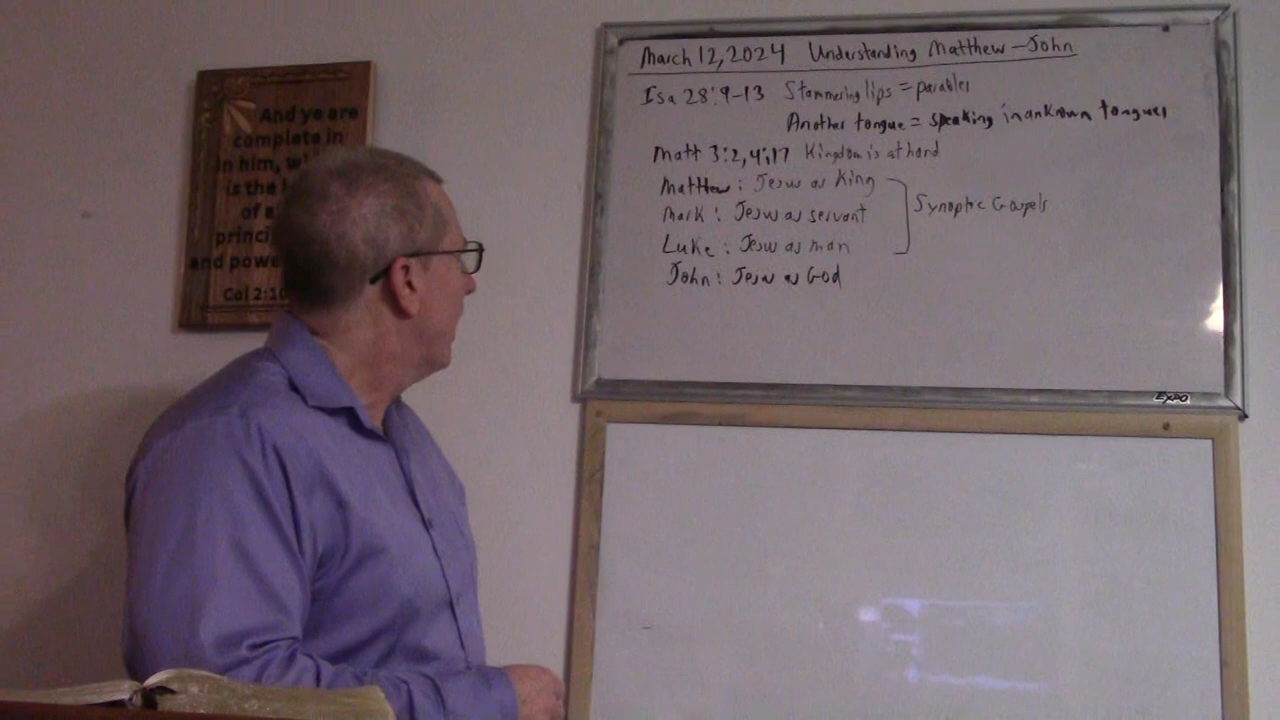 And ye are
complete in
in him, w
is the h
of a
princi
and powe
Col 2:10
March 12, 2024 Understanding Matthew - John
Isa 28:9-13 Stammering lips = parables
Another tongue = speaking in unknown tongues
Matt 3:2, 4:17 Kingdom is at hand
Matthew: Jesus as King
Mark: Jesus as servant
Luke: Jesus as man
Synoptic Gospels
John: Jesus as God
EXPO